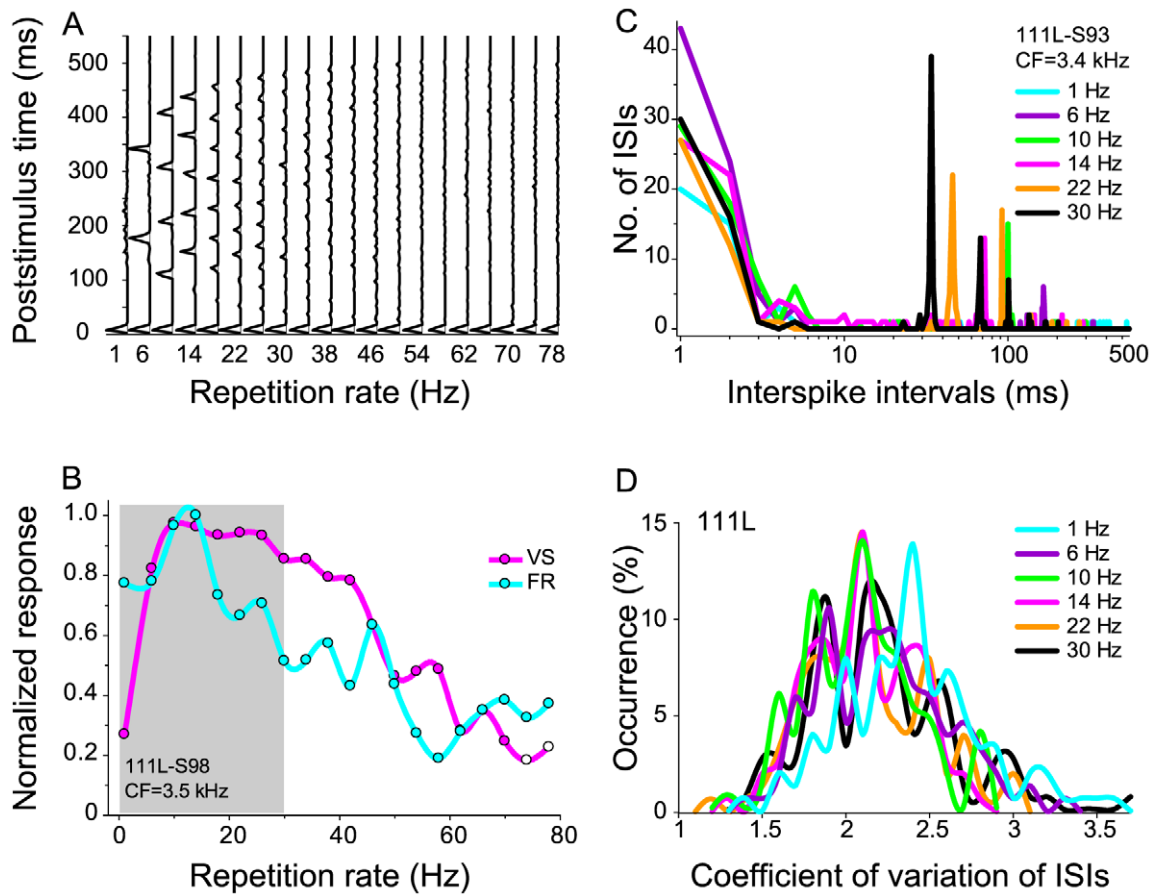 A
Poststimulus time (ms)
500
400
300
200
100
0
1 6 14 22 30 38 46 54 62 70 78
Repetition rate (Hz)
C
No. of ISIs
40
30
20
10
0
111L-S93
CF=3.4 kHz
1 Hz
6 Hz
10 Hz
14 Hz
22 Hz
30 Hz
1 10 100 500
Interspike intervals (ms)
B
Normalized response
1.0
0.8
0.6
0.4
0.2
0
VS
FR
111L-S98
CF=3.5 kHz
0 20 40 60 80
Repetition rate (Hz)
D
Occurrence (%)
15
10
5
0
111L
1 Hz
6 Hz
10 Hz
14 Hz
22 Hz
30 Hz
1 1.5 2 2.5 3 3.5
Coefficient of variation of ISIs